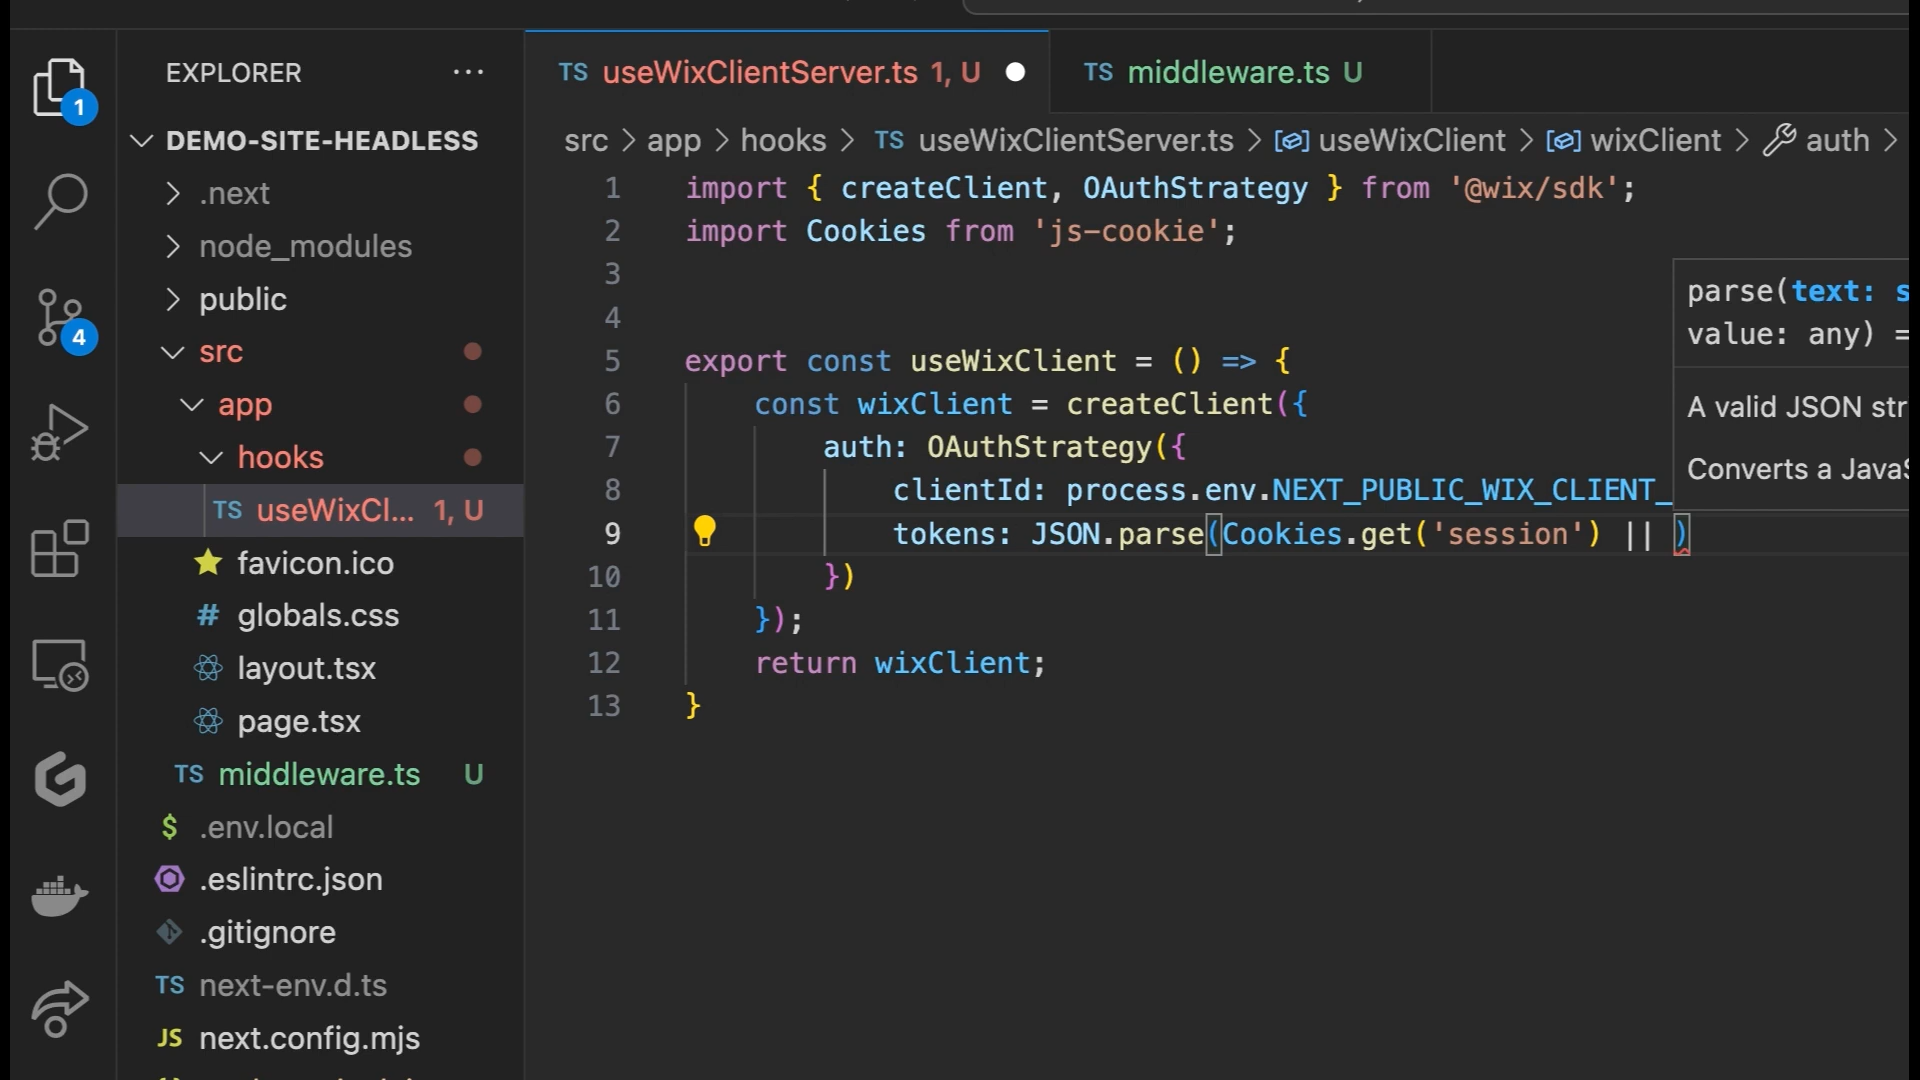 EXPLORER
···
TS useWixClientServer.ts 1, U
TS middleware.ts U
DEMO-SITE-HEADLESS
src > app > hooks > TS useWixClientServer.ts > useWixClient > wixClient > auth >
.next
node_modules
public
src
app
hooks
TS useWixCl... 1, U
favicon.ico
# globals.css
layout.tsx
page.tsx
TS middleware.ts U
$ .env.local
.eslintrc.json
.gitignore
TS next-env.d.ts
JS next.config.mjs
1
4
1 import { createClient, OAuthStrategy } from '@wix/sdk';
2 import Cookies from 'js-cookie';
3
4
5 export const useWixClient = () => {
6 const wixClient = createClient({
7 auth: OAuthStrategy({
8 clientId: process.env.NEXT_PUBLIC_WIX_CLIENT_
9 tokens: JSON.parse(Cookies.get('session') || )
10 })
11 });
12 return wixClient;
13 }
parse(text: s
value: any) =
A valid JSON str
Converts a JavaS